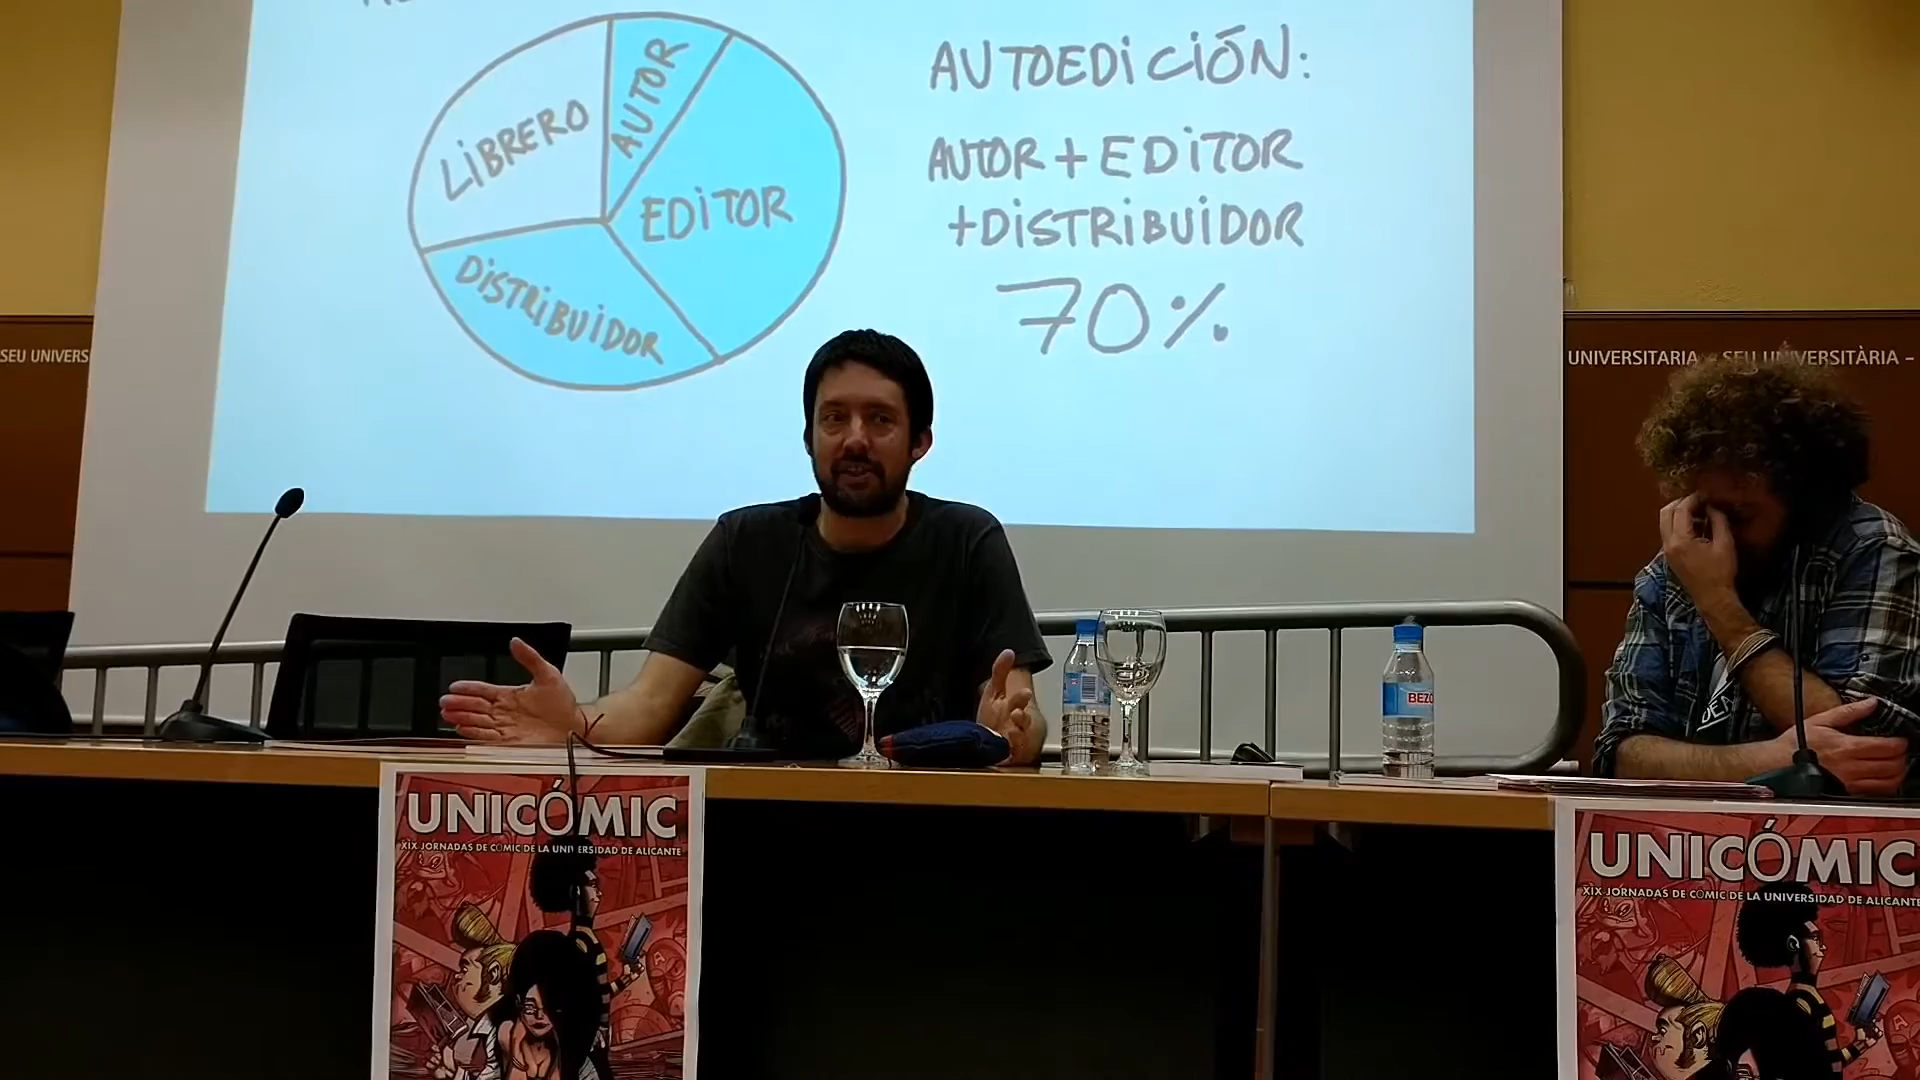 AUTOEDICIÓN:
AUTOR + EDITOR
+DISTRIBUIDOR
70%
LIBRERO
AUTOR
EDITOR
DISTRIBUIDOR
SEU UNIVERS
UNIVERSITARIA – SEU UNIVERSITÀRIA –
BEZO
UNICÓMIC
XIX JORNADAS DE CÓMIC DE LA UNIVERSIDAD DE ALICANTE
UNICÓMIC
XIX JORNADAS DE CÓMIC DE LA UNIVERSIDAD DE ALICANTE